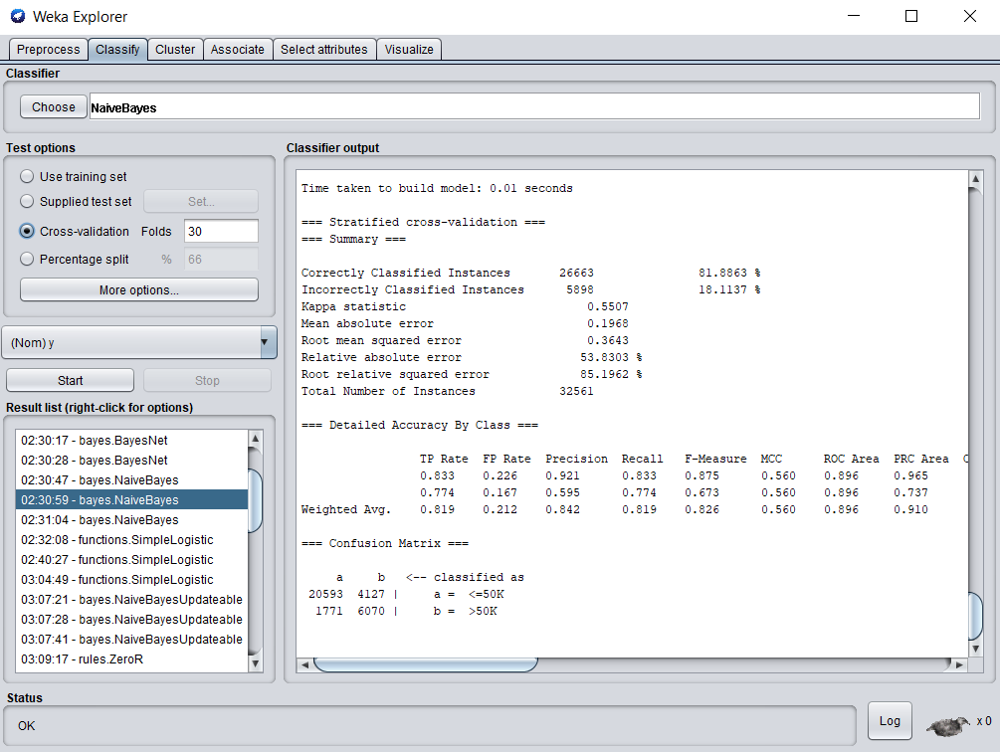 Weka Explorer
Preprocess Classify Cluster Associate Select attributes Visualize
Classifier
Choose NaiveBayes
Test options
Use training set
Supplied test set Set...
Cross-validation Folds 30
Percentage split % 66
More options...
(Nom) y
Start Stop
Result list (right-click for options)
02:30:17 - bayes.BayesNet
02:30:28 - bayes.BayesNet
02:30:47 - bayes.NaiveBayes
02:30:59 - bayes.NaiveBayes
02:31:04 - bayes.NaiveBayes
02:32:08 - functions.SimpleLogistic
02:40:27 - functions.SimpleLogistic
03:04:49 - functions.SimpleLogistic
03:07:21 - bayes.NaiveBayesUpdateable
03:07:28 - bayes.NaiveBayesUpdateable
03:07:41 - bayes.NaiveBayesUpdateable
03:09:17 - rules.ZeroR
Classifier output
Time taken to build model: 0.01 seconds
=== Stratified cross-validation ===
=== Summary ===
Correctly Classified Instances 26663 81.8863 %
Incorrectly Classified Instances 5898 18.1137 %
Kappa statistic 0.5507
Mean absolute error 0.1968
Root mean squared error 0.3643
Relative absolute error 53.8303 %
Root relative squared error 85.1962 %
Total Number of Instances 32561
=== Detailed Accuracy By Class ===
TP Rate FP Rate Precision Recall F-Measure MCC ROC Area PRC Area
0.833 0.226 0.921 0.833 0.875 0.560 0.896 0.965
0.774 0.167 0.595 0.774 0.673 0.560 0.896 0.737
Weighted Avg. 0.819 0.212 0.842 0.819 0.826 0.560 0.896 0.910
=== Confusion Matrix ===
a b <-- classified as
20593 4127 | a = <=50K
1771 6070 | b = >50K
Status
OK
Log
x 0